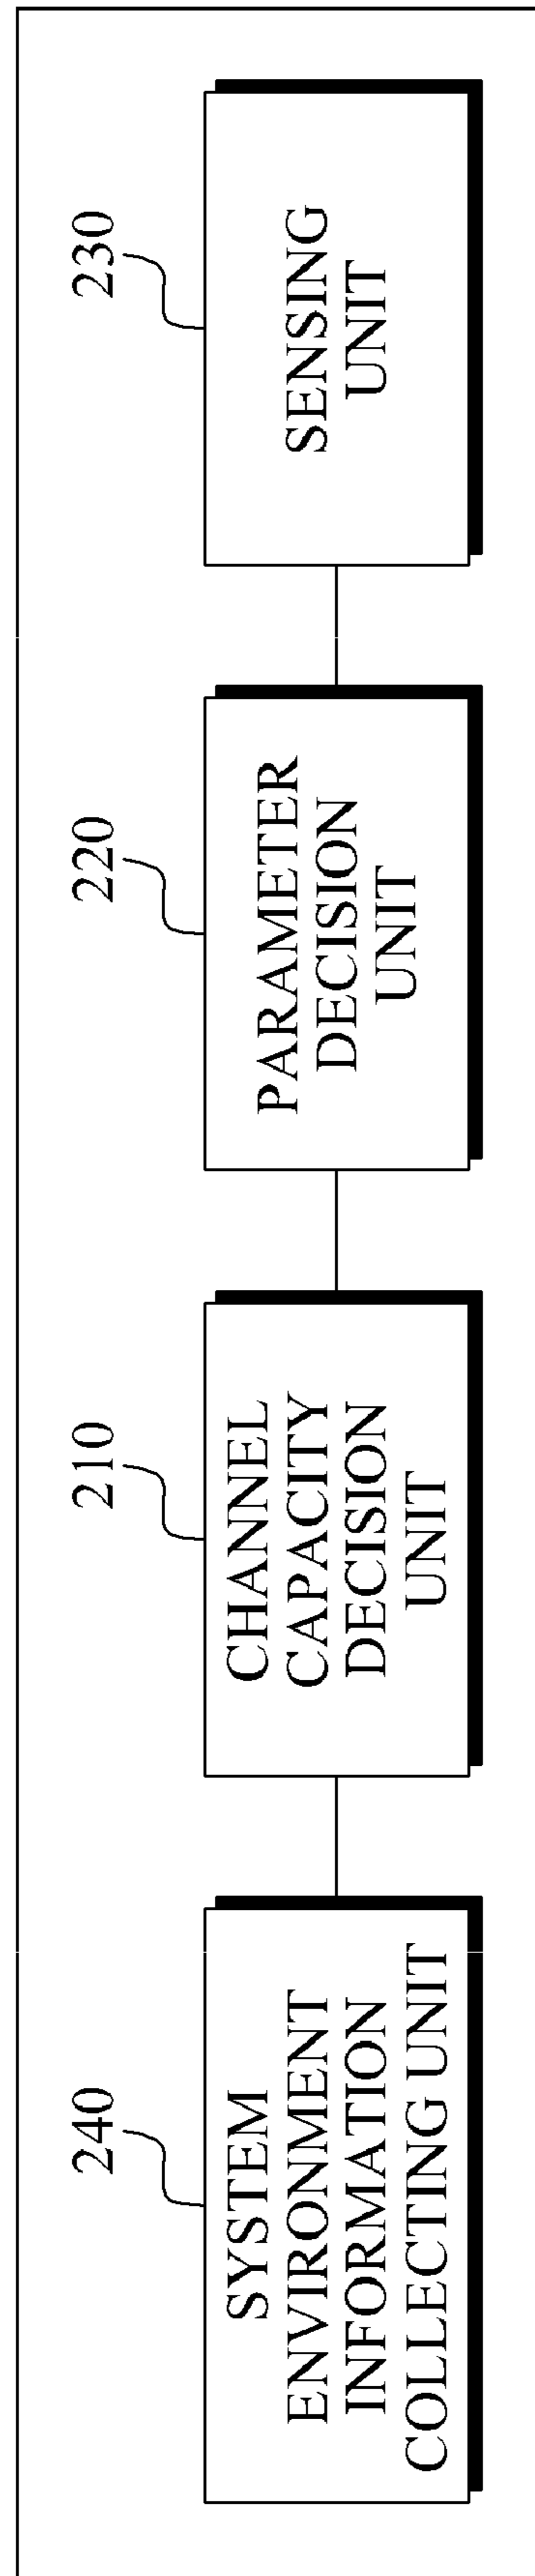 240
SYSTEM
ENVIRONMENT
INFORMATION
COLLECTING UNIT
210
CHANNEL
CAPACITY
DECISION
UNIT
220
PARAMETER
DECISION
UNIT
230
SENSING
UNIT